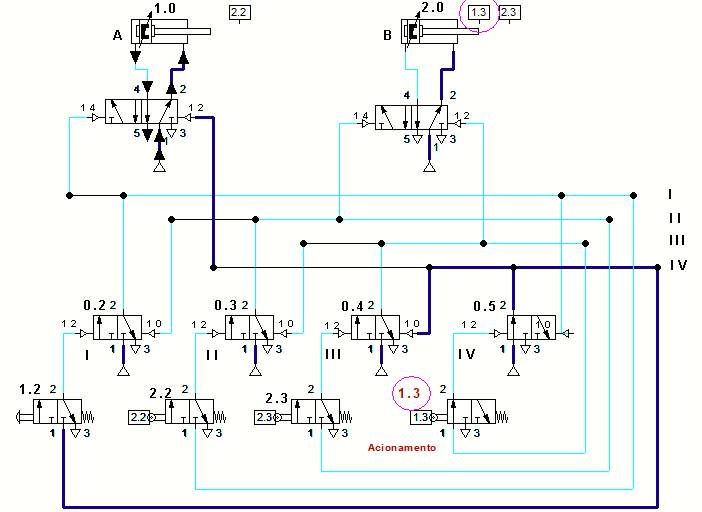 1.0 2.2 2.0 1.3 2.3
A B
4 2 4 2
14 12 14 12
5 1 3 5 1 3
I
II
III
IV
0.2 2 0.3 2 0.4 2 0.5 2
12 10 12 10 12 10 12 10
I 1 3 II 1 3 III 1 3 IV 1 3
1.2 2 2.2 2 2.3 2 1.3 2
2.2 2.3 1.3
1 3 1 3 1 3 1 3
Acionamento